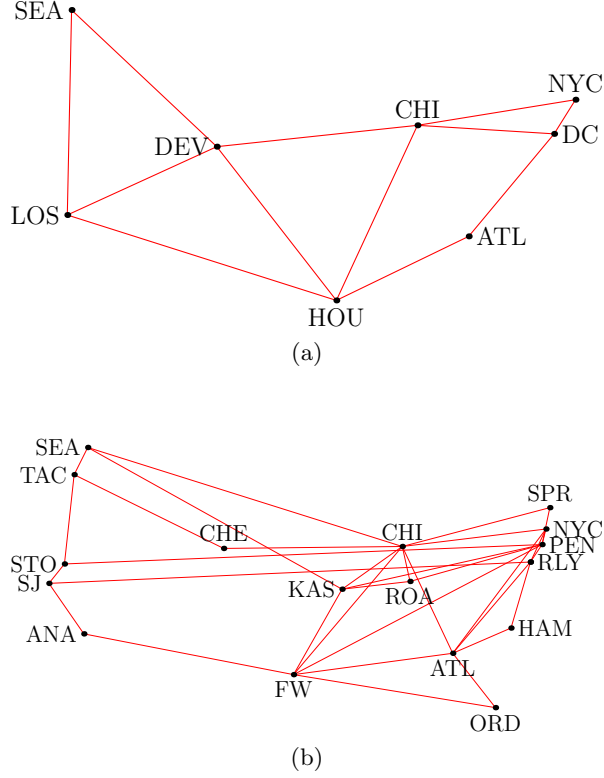 SEA
NYC
CHI
DC
DEV
LOS
ATL
HOU
(a)
SEA
TAC
SPR
CHE
CHI
NYC
PEN
STO
RLY
SJ
KAS
ROA
ANA
HAM
ATL
FW
ORD
(b)